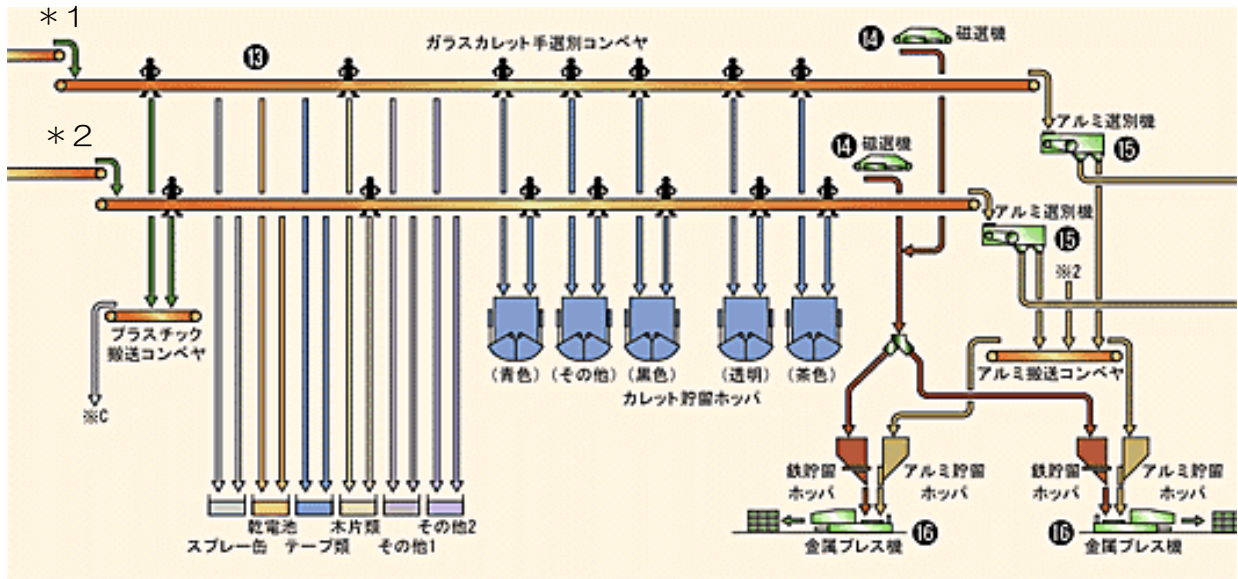 ＊1
⑬
ガラスカレット手選別コンベヤ
⑭ 磁選機
＊2
アルミ選別機
⑮
⑭ 磁選機
アルミ選別機
⑮
※2
プラスチック
搬送コンベヤ
※C
(青色) (その他) (黒色) (透明) (茶色)
カレット貯留ホッパ
アルミ搬送コンベヤ
鉄貯留
ホッパ
アルミ貯留
ホッパ
鉄貯留
ホッパ
アルミ貯留
ホッパ
乾電池 木片類 その他2
スプレー缶 テープ類 その他1
金属プレス機 ⑯
⑯ 金属プレス機